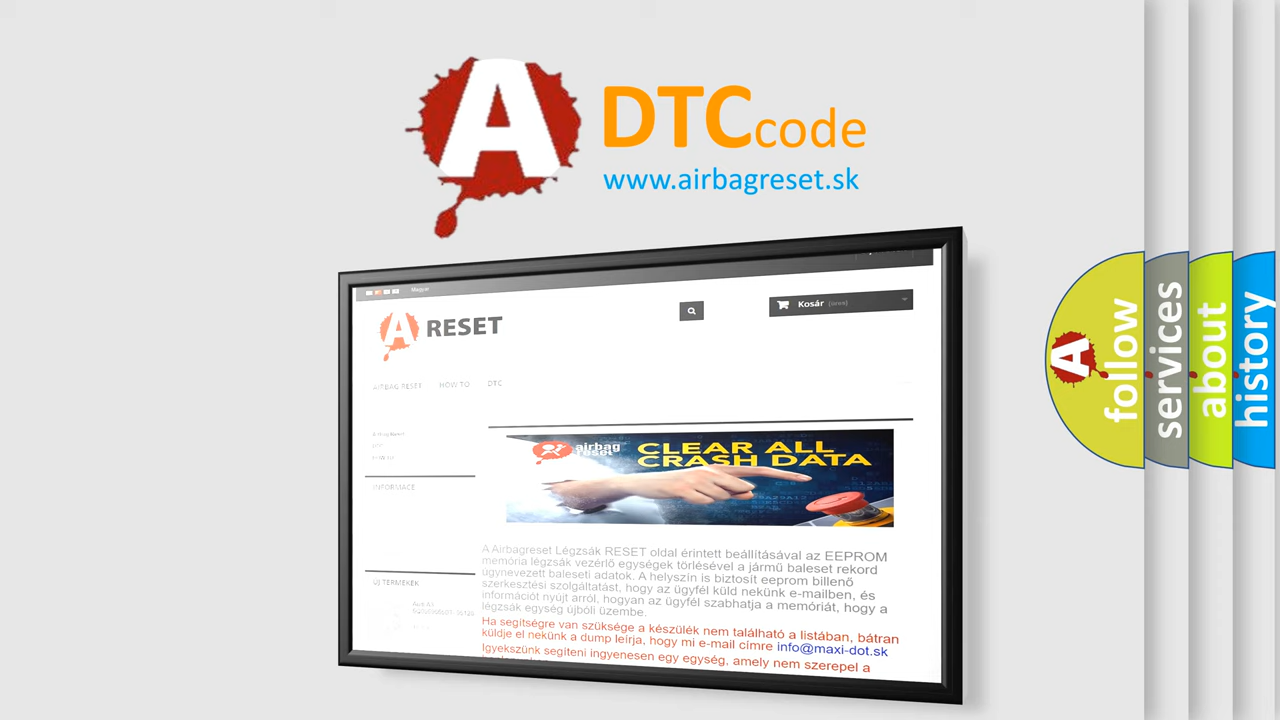 A
DTCcode
www.airbagreset.sk
Magyar
A RESET
Kosár
AIRBAG RESET HOW TO DTC
airbag
reset
CLEAR ALL
CRASH DATA
INFORMACE
ÚJ TERMÉKEK
A Airbagreset Légzsák RESET oldal érintett beállításával az EEPROM
memória légzsák vezérlő egységek törlésével a jármű baleset rekord
úgynevezett baleseti adatok. A helyszín is biztosít eeprom billenő
szerkesztési szolgáltatást, hogy az ügyfél küld nekünk e-mailben, és
információt nyújt arról, hogyan az ügyfél szabhatja a memóriát, hogy a
légzsák egység újbóli üzembe.
Ha segítségre van szüksége a készülék nem található a listában, bátran
küldje el nekünk a dump leírja, hogy mi e-mail címre info@maxi-dot.sk
Igyekszünk segíteni ingyenesen egy egység, amely nem szerepel a
A
follow
services
about
history